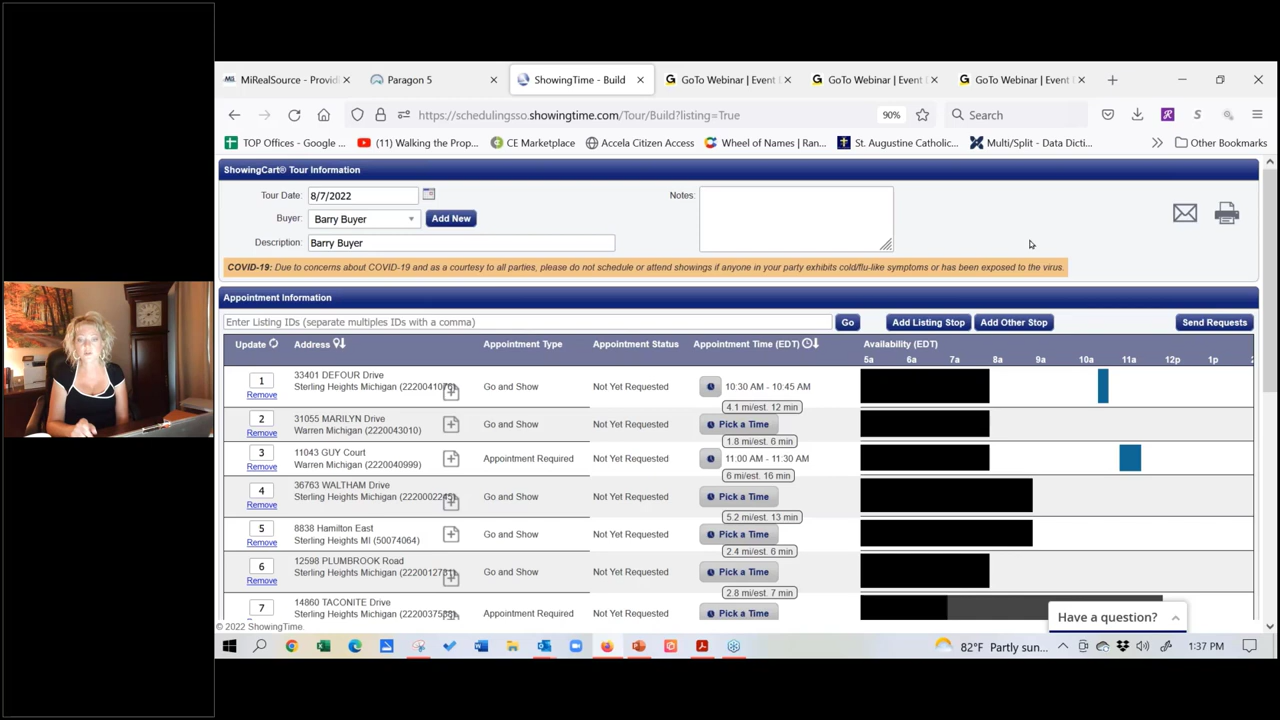 MiRealSource - Providi
Paragon 5
ShowingTime - Build
GoTo Webinar | Event
GoTo Webinar | Event
GoTo Webinar | Event
https://schedulingsso.showingtime.com/Tour/Build?listing=True
90%
Search
TOP Offices - Google ...
(11) Walking the Prop...
CE Marketplace
Accela Citizen Access
Wheel of Names | Ran...
St. Augustine Catholic...
Multi/Split - Data Dicti...
Other Bookmarks
ShowingCart® Tour Information
Tour Date: 8/7/2022
Notes:
Buyer: Barry Buyer
Add New
Description: Barry Buyer
COVID-19: Due to concerns about COVID-19 and as a courtesy to all parties, please do not schedule or attend showings if anyone in your party exhibits cold/flu-like symptoms or has been exposed to the virus.
Appointment Information
Enter Listing IDs (separate multiples IDs with a comma)
Go
Add Listing Stop
Add Other Stop
Send Requests
Update
Address
Appointment Type
Appointment Status
Appointment Time (EDT)
Availability (EDT)
5a 6a 7a 8a 9a 10a 11a 12p 1p
1
Remove
33401 DEFOUR Drive
Sterling Heights Michigan
Go and Show
Not Yet Requested
10:30 AM - 10:45 AM
4.1 mi/est. 12 min
2
Remove
31055 MARILYN Drive
Warren Michigan (2220043010)
Go and Show
Not Yet Requested
Pick a Time
1.8 mi/est. 6 min
3
Remove
11043 GUY Court
Warren Michigan (2220040999)
Appointment Required
Not Yet Requested
11:00 AM - 11:30 AM
6 mi/est. 16 min
4
Remove
36763 WALTHAM Drive
Sterling Heights Michigan
Go and Show
Not Yet Requested
Pick a Time
5.2 mi/est. 13 min
5
Remove
8838 Hamilton East
Sterling Heights MI (50074064)
Go and Show
Not Yet Requested
Pick a Time
2.4 mi/est. 6 min
6
Remove
12598 PLUMBROOK Road
Sterling Heights Michigan
Go and Show
Not Yet Requested
Pick a Time
2.8 mi/est. 7 min
7
Remove
14860 TACONITE Drive
Sterling Heights Michigan
Appointment Required
Not Yet Requested
Pick a Time
Have a question?
© 2022 ShowingTime.
82°F Partly sun...
1:37 PM